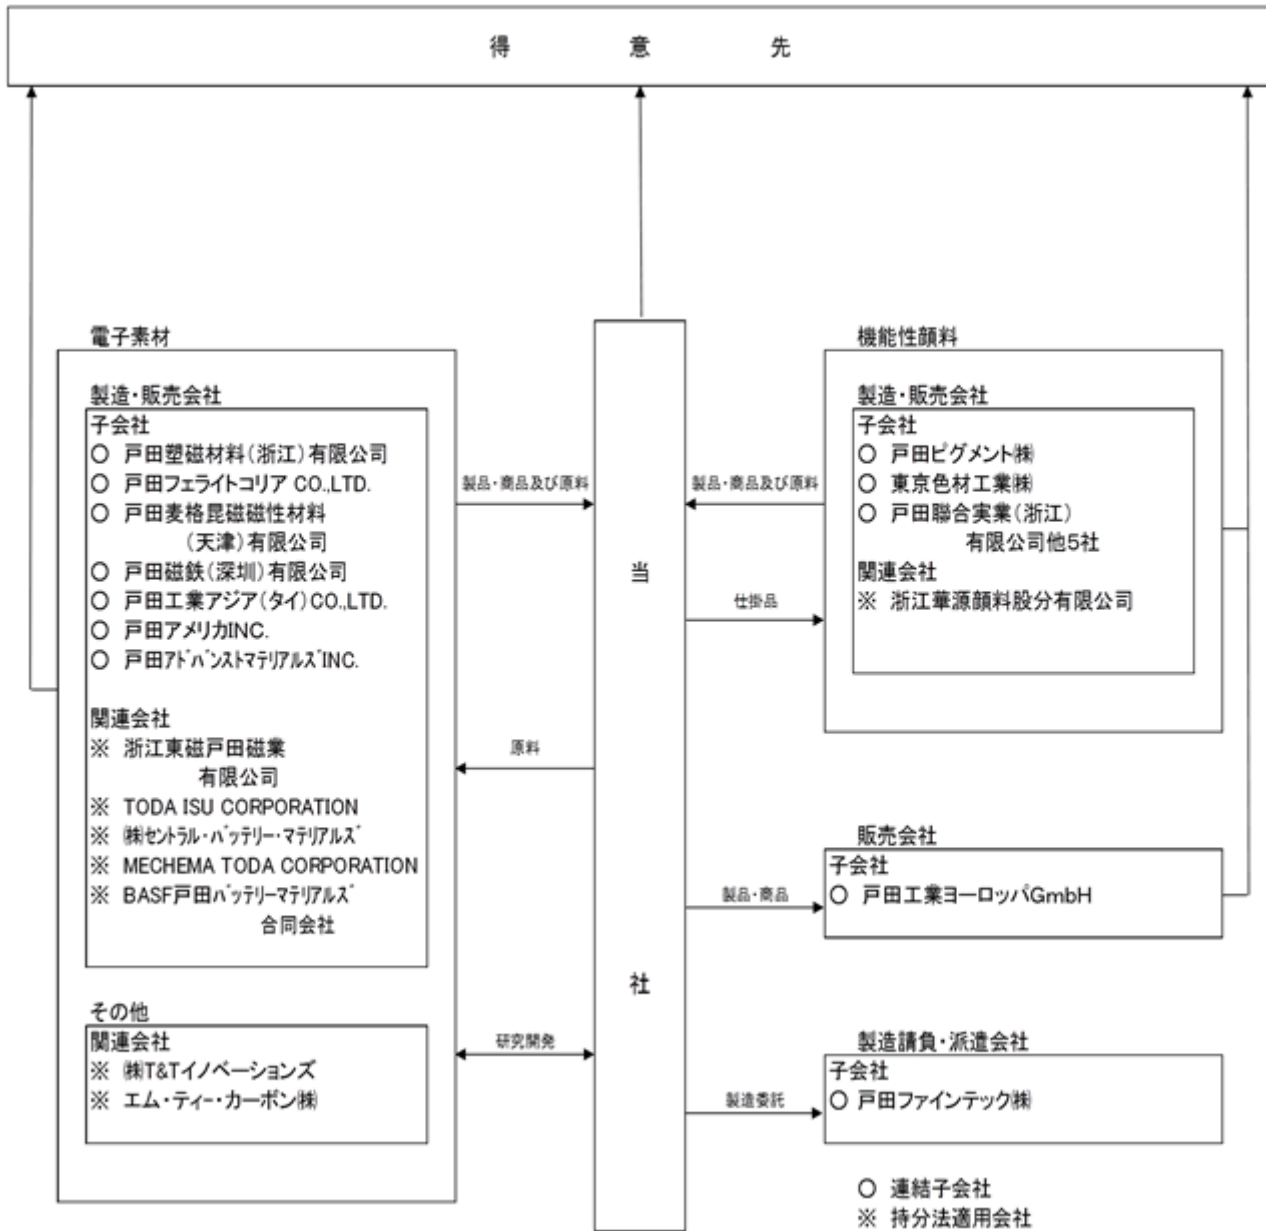 得意先
電子素材
製造・販売会社
子会社
○ 戸田塑磁材料(浙江)有限公司
○ 戸田フェライトコリア CO.,LTD.
○ 戸田麦格昆磁磁性材料
(天津)有限公司
○ 戸田磁鉄(深圳)有限公司
○ 戸田工業アジア(タイ)CO.,LTD.
○ 戸田アメリカINC.
○ 戸田アドバンストマテリアルズINC.
関連会社
※ 浙江東磁戸田磁業
有限公司
※ TODA ISU CORPORATION
※ ㈱セントラル・バッテリー・マテリアルズ
※ MECHEMA TODA CORPORATION
※ BASF戸田バッテリーマテリアルズ
合同会社
その他
関連会社
※ ㈱T&Tイノベーションズ
※ エム・ティー・カーボン㈱
製品・商品及び原料
原料
研究開発
当社
製品・商品及び原料
仕掛品
製品・商品
製造委託
機能性顔料
製造・販売会社
子会社
○ 戸田ピグメント㈱
○ 東京色材工業㈱
○ 戸田聯合実業(浙江)
有限公司他5社
関連会社
※ 浙江華源顔料股分有限公司
販売会社
子会社
○ 戸田工業ヨーロッパGmbH
製造請負・派遣会社
子会社
○ 戸田ファインテック㈱
○ 連結子会社
※ 持分法適用会社